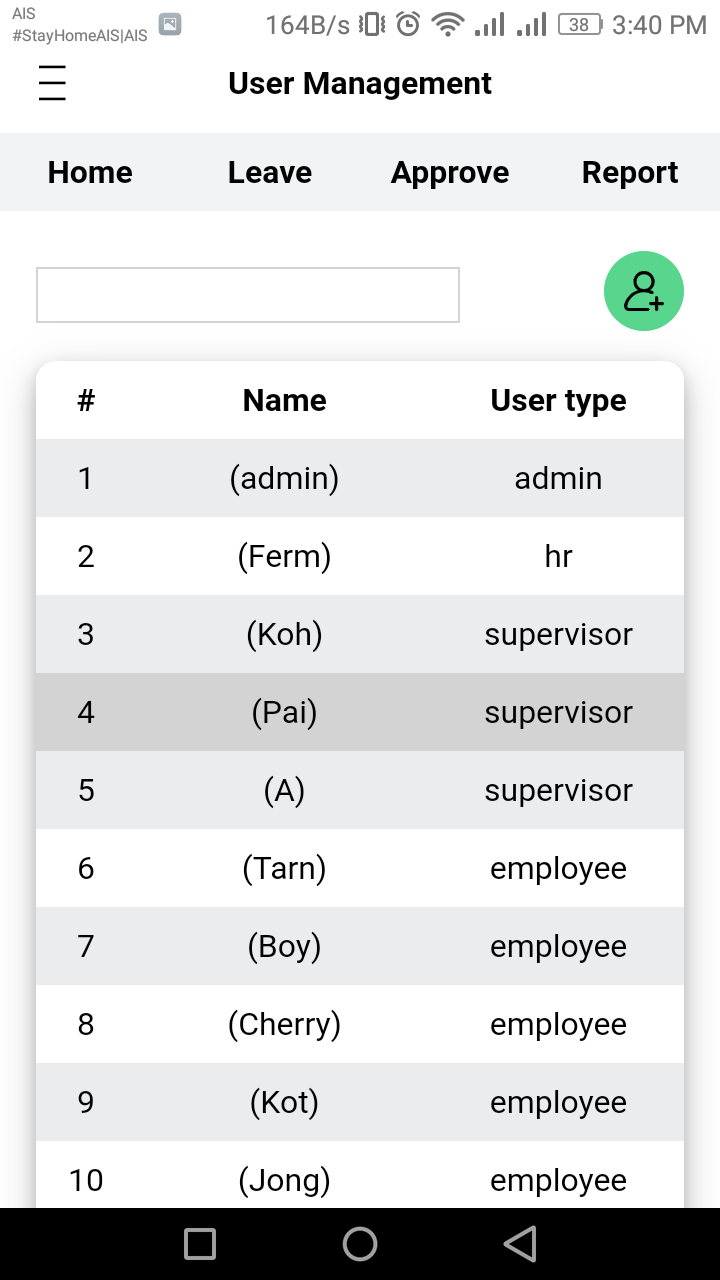 AIS
#StayHomeAIS|AIS
164B/s 38 3:40 PM
User Management
Home Leave Approve Report
# Name User type
1 (admin) admin
2 (Ferm) hr
3 (Koh) supervisor
4 (Pai) supervisor
5 (A) supervisor
6 (Tarn) employee
7 (Boy) employee
8 (Cherry) employee
9 (Kot) employee
10 (Jong) employee